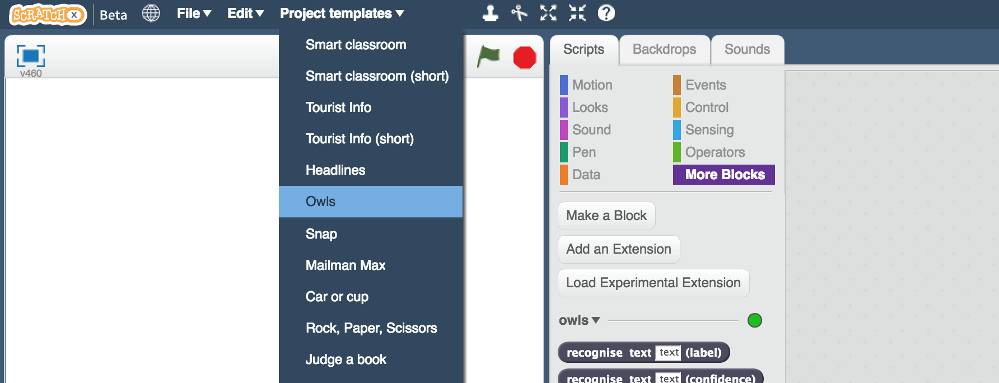 SCRATCH X Beta File Edit Project templates ?
v460
Smart classroom
Smart classroom (short)
Tourist Info
Tourist Info (short)
Headlines
Owls
Snap
Mailman Max
Car or cup
Rock, Paper, Scissors
Judge a book
Scripts Backdrops Sounds
Motion Events
Looks Control
Sound Sensing
Pen Operators
Data More Blocks
Make a Block
Add an Extension
Load Experimental Extension
owls
recognise text text (label)
recognise text text (confidence)